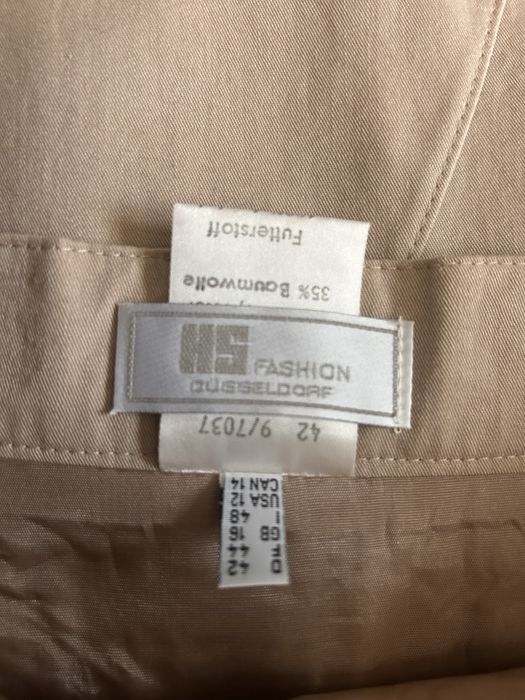 HS FASHION
DÜSSELDORF
Futterstoff
35% Baumwolle
42 9/7037
D 42
F 44
GB 16
I 48
USA 12
CAN 14